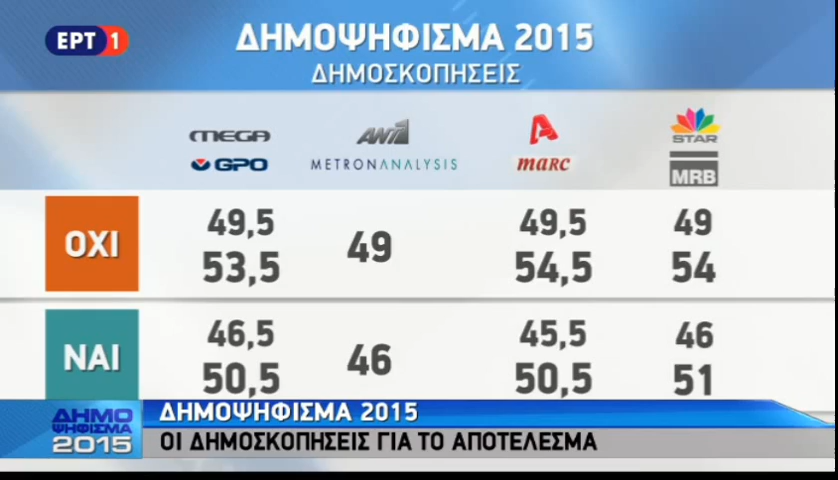 ΕΡΤ 1
ΔΗΜΟΨΗΦΙΣΜΑ 2015
ΔΗΜΟΣΚΟΠΗΣΕΙΣ
MEGA ANT1 STAR
GPO METRON ANALYSIS marc MRB
49,5 49,5 49
ΟΧΙ 49
53,5 54,5 54
46,5 45,5 46
ΝΑΙ 46
50,5 50,5 51
ΔΗΜΟ
ΨΗΦΙΣΜΑ
2015
ΔΗΜΟΨΗΦΙΣΜΑ 2015
ΟΙ ΔΗΜΟΣΚΟΠΗΣΕΙΣ ΓΙΑ ΤΟ ΑΠΟΤΕΛΕΣΜΑ